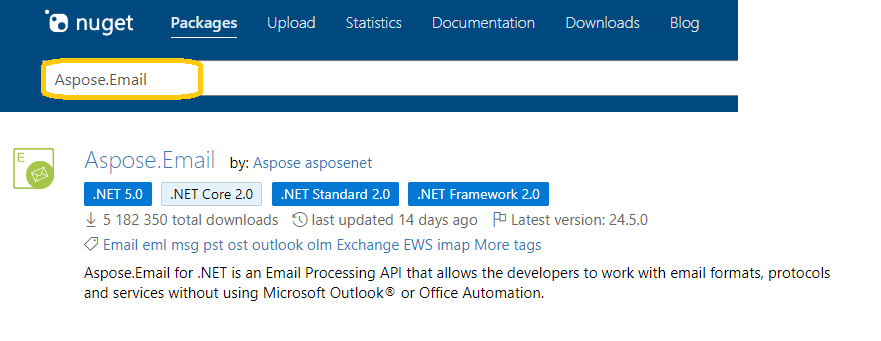 nuget Packages Upload Statistics Documentation Downloads Blog
Aspose.Email
E
Aspose.Email by: Aspose asposenet
.NET 5.0 .NET Core 2.0 .NET Standard 2.0 .NET Framework 2.0
5 182 350 total downloads last updated 14 days ago Latest version: 24.5.0
Email eml msg pst ost outlook olm Exchange EWS imap More tags
Aspose.Email for .NET is an Email Processing API that allows the developers to work with email formats, protocols
and services without using Microsoft Outlook® or Office Automation.